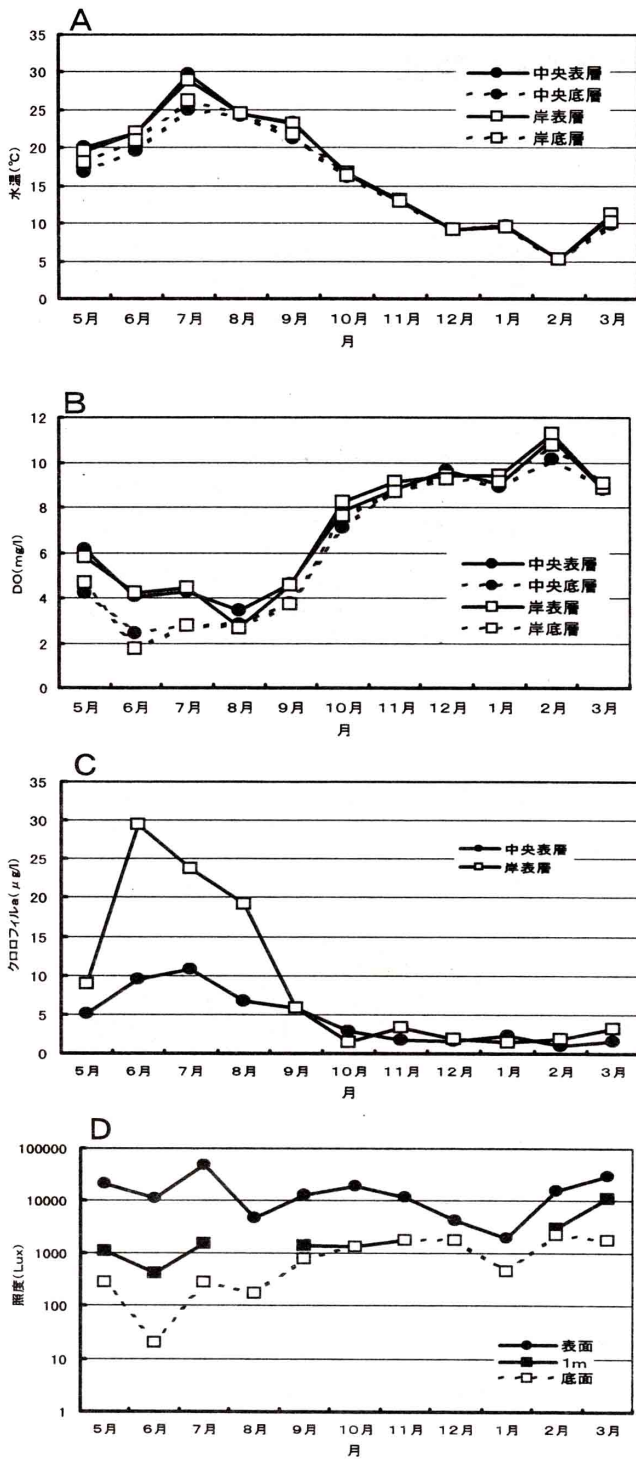 A
35
30
25
20
15
10
5
0
水温(℃)
中央表層
中央底層
岸表層
岸底層
5月 6月 7月 8月 9月 10月 11月 12月 1月 2月 3月
月
B
12
10
8
6
4
2
0
DO(mg/l)
中央表層
中央底層
岸表層
岸底層
5月 6月 7月 8月 9月 10月 11月 12月 1月 2月 3月
月
C
35
30
25
20
15
10
5
0
クロロフィルa(μg/l)
中央表層
岸表層
5月 6月 7月 8月 9月 10月 11月 12月 1月 2月 3月
月
D
100000
10000
1000
100
10
1
照度(Lux)
表面
1m
底面
5月 6月 7月 8月 9月 10月 11月 12月 1月 2月 3月
月